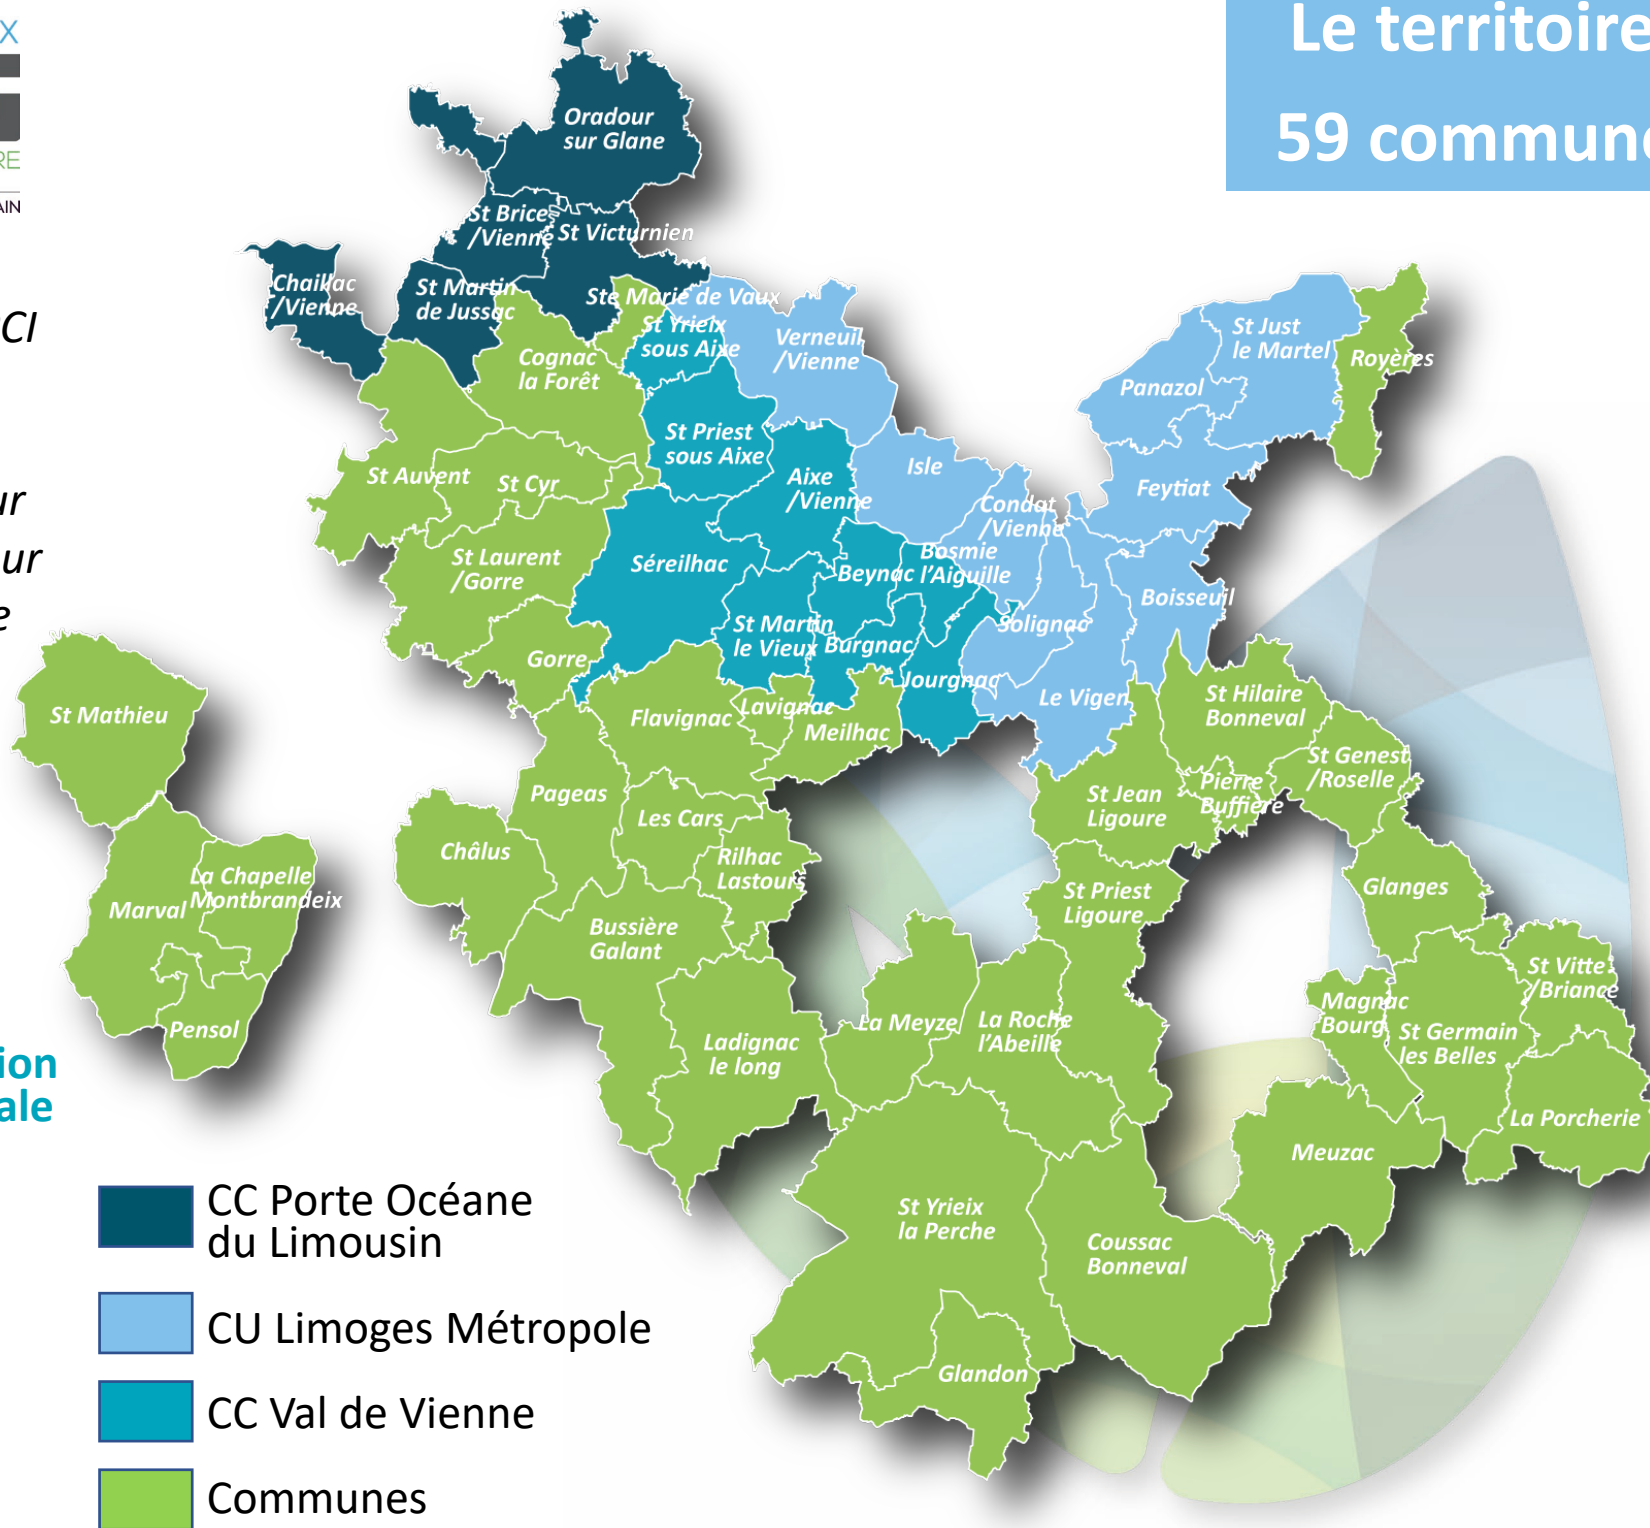 X
RE
AIN
Le territoire
59 commun
CI
ur
ur
e
ion
ale
Oradour
sur Glane
St Brice
/Vienne
St Victurnien
Chaillac
/Vienne
St Martin
de Jussac
Ste Marie de Vaux
St Yrieix
sous Aixe
Verneuil
/Vienne
Cognac
la Forêt
St Just
le Martel
Royères
Panazol
St Priest
sous Aixe
Aixe
/Vienne
Isle
Feytiat
St Auvent
St Cyr
Condat
/Vienne
St Laurent
/Gorre
Séreilhac
Beynac
Bosmie
l'Aiguille
Boisseuil
St Martin
le Vieux
Burgnac
Solignac
Gorre
Jourgnac
Le Vigen
St Hilaire
Bonneval
St Mathieu
Flavignac
Lavignac
Meilhac
St Genest
/Roselle
Pageas
Les Cars
St Jean
Ligoure
Pierre
Buffière
Châlus
Rilhac
Lastours
La Chapelle
Montbrandeix
Marval
St Priest
Ligoure
Glanges
Bussière
Galant
St Vitte
/Briance
Magnac
Bourg
Pensol
Ladignac
le long
La Meyze
La Roche
l'Abeille
St Germain
les Belles
La Porcherie
Meuzac
St Yrieix
la Perche
Coussac
Bonneval
Glandon
CC Porte Océane
du Limousin
CU Limoges Métropole
CC Val de Vienne
Communes